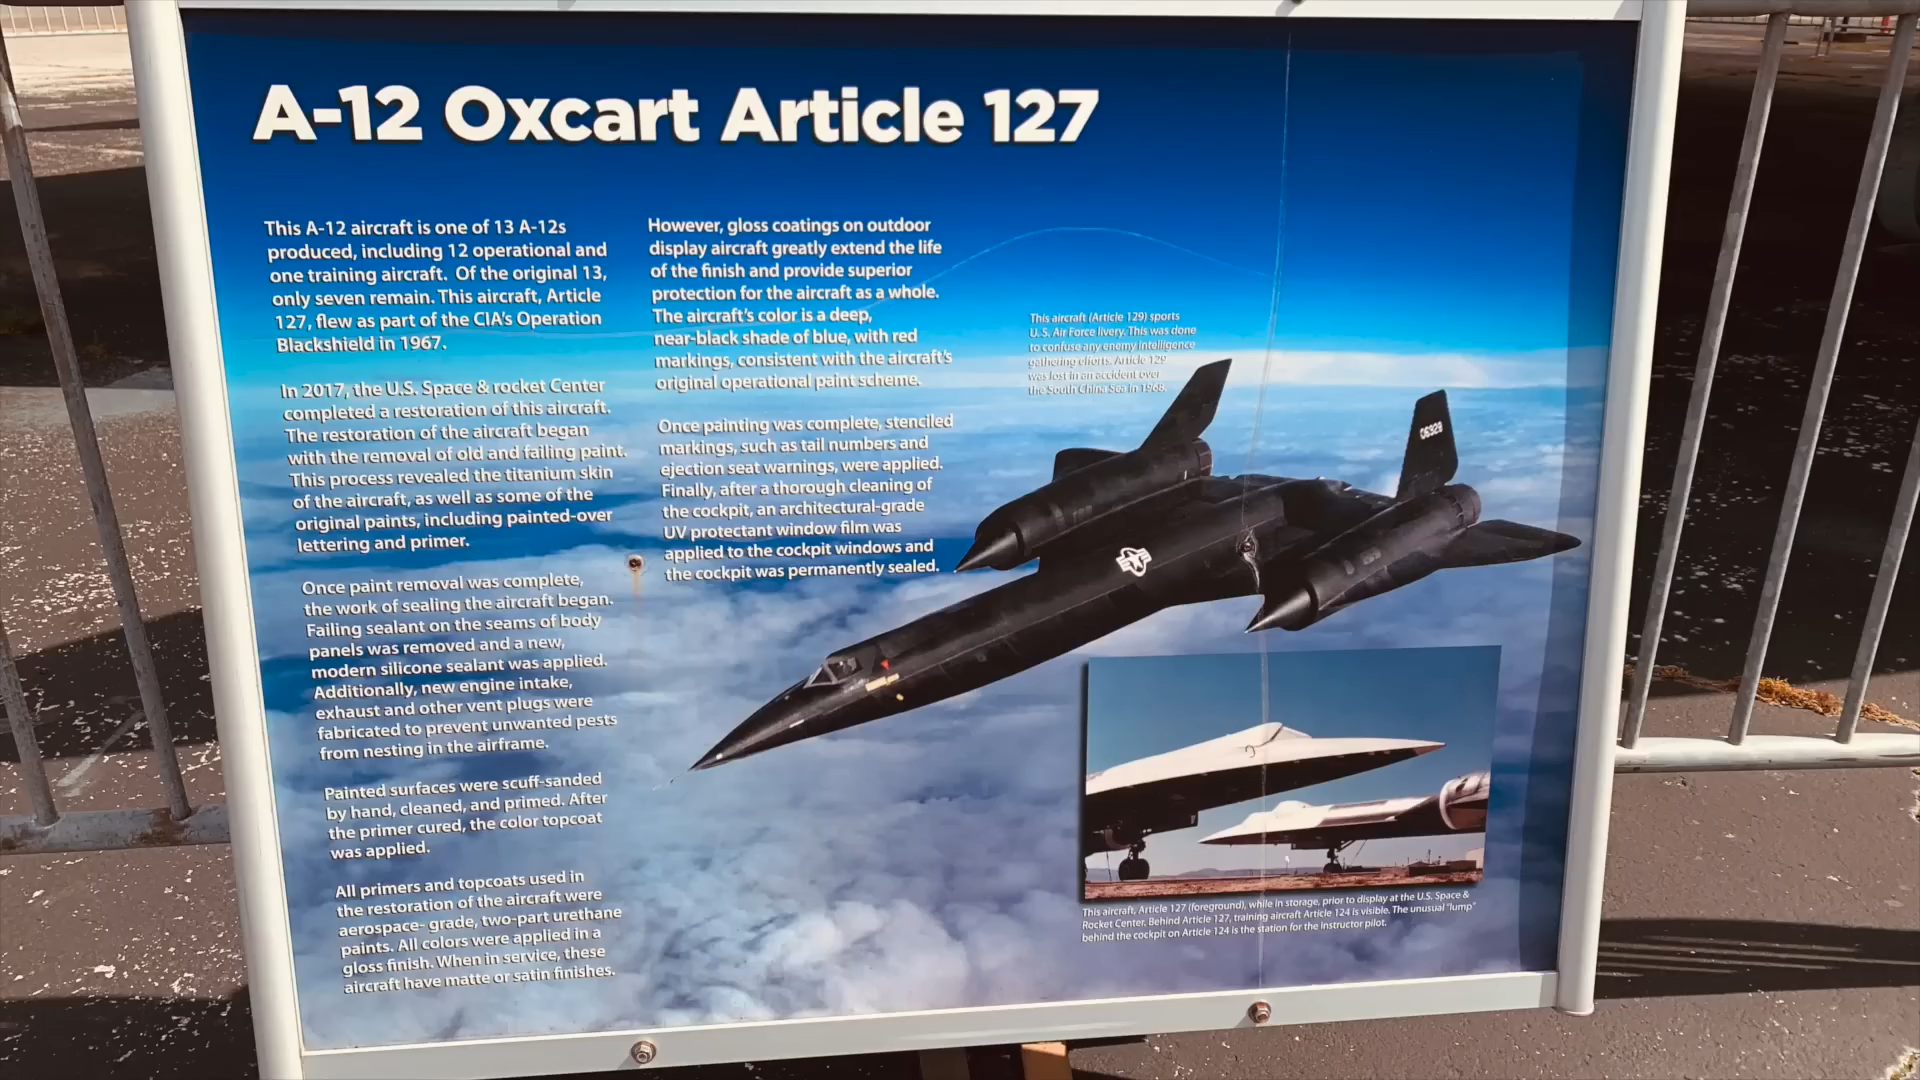 A-12 Oxcart Article 127
This A-12 aircraft is one of 13 A-12s
produced, including 12 operational and
one training aircraft. Of the original 13,
only seven remain. This aircraft, Article
127, flew as part of the CIA's Operation
Blackshield in 1967.
In 2017, the U.S. Space & rocket Center
completed a restoration of this aircraft.
The restoration of the aircraft began
with the removal of old and failing paint.
This process revealed the titanium skin
of the aircraft, as well as some of the
original paints, including painted-over
lettering and primer.
Once paint removal was complete,
the work of sealing the aircraft began.
Failing sealant on the seams of body
panels was removed and a new,
modern silicone sealant was applied.
Additionally, new engine intake,
exhaust and other vent plugs were
fabricated to prevent unwanted pests
from nesting in the airframe.
Painted surfaces were scuff-sanded
by hand, cleaned, and primed. After
the primer cured, the color topcoat
was applied.
All primers and topcoats used in
the restoration of the aircraft were
aerospace- grade, two-part urethane
paints. All colors were applied in a
gloss finish. When in service, these
aircraft have matte or satin finishes.
However, gloss coatings on outdoor
display aircraft greatly extend the life
of the finish and provide superior
protection for the aircraft as a whole.
The aircraft's color is a deep,
near-black shade of blue, with red
markings, consistent with the aircraft's
original operational paint scheme.
Once painting was complete, stenciled
markings, such as tail numbers and
ejection seat warnings, were applied.
Finally, after a thorough cleaning of
the cockpit, an architectural-grade
UV protectant window film was
applied to the cockpit windows and
the cockpit was permanently sealed.
This aircraft (Article 129) sports
U. S. Air Force livery. This was done
to confuse any enemy intelligence
gathering efforts. Article 129
was lost in an accident over
the South China Sea in 1968.
06929
This aircraft, Article 127 (foreground), while in storage, prior to display at the U.S. Space &
Rocket Center. Behind Article 127, training aircraft Article 124 is visible. The unusual "lump"
behind the cockpit on Article 124 is the station for the instructor pilot.